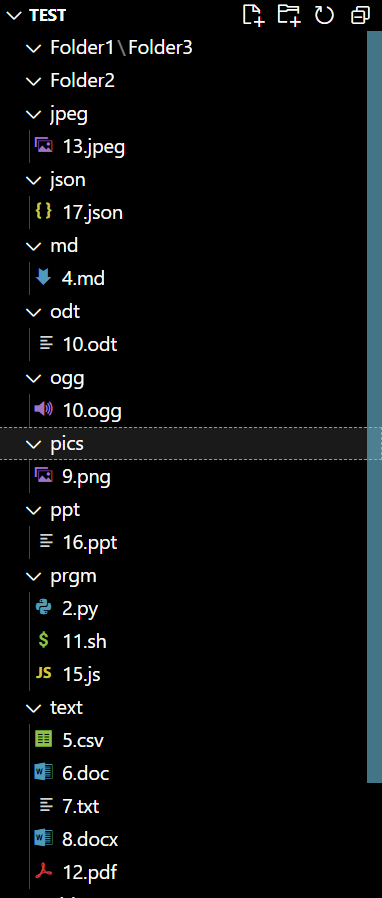 TEST
Folder1\Folder3
Folder2
jpeg
13.jpeg
json
17.json
md
4.md
odt
10.odt
ogg
10.ogg
pics
9.png
ppt
16.ppt
prgm
2.py
11.sh
JS 15.js
text
5.csv
6.doc
7.txt
8.docx
12.pdf